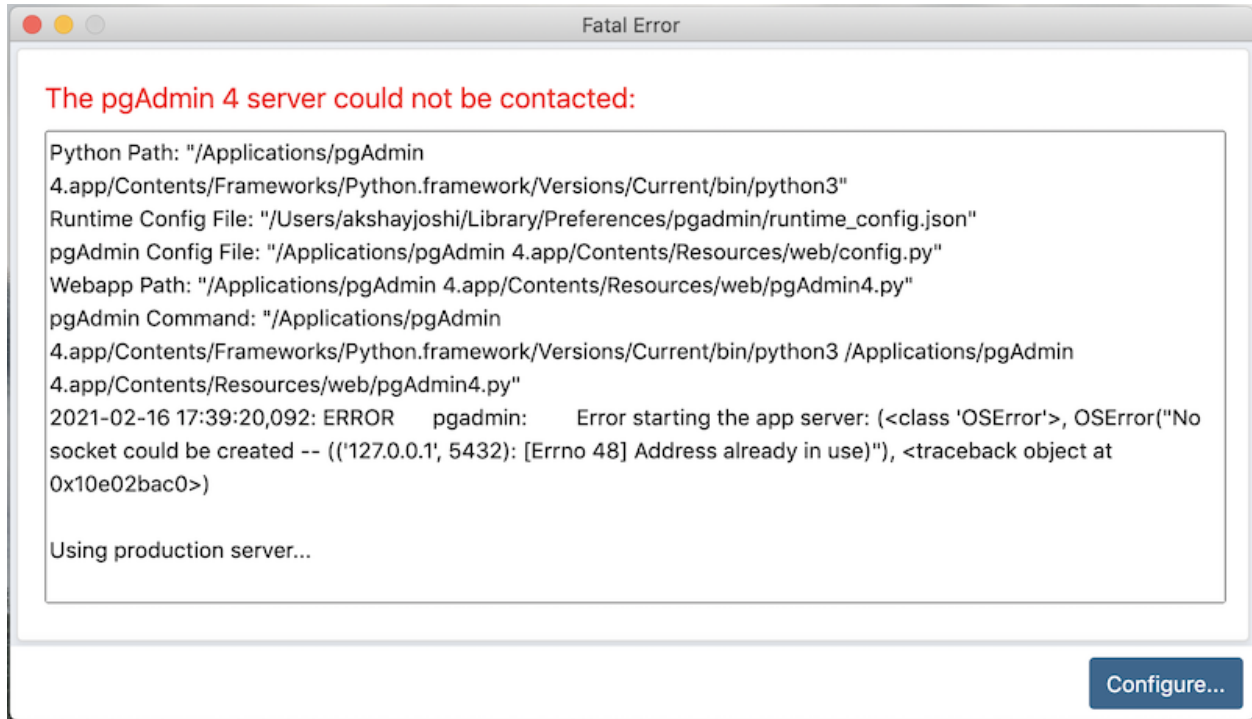 Fatal Error
The pgAdmin 4 server could not be contacted:
Python Path: "/Applications/pgAdmin
4.app/Contents/Frameworks/Python.framework/Versions/Current/bin/python3"
Runtime Config File: "/Users/akshayjoshi/Library/Preferences/pgadmin/runtime_config.json"
pgAdmin Config File: "/Applications/pgAdmin 4.app/Contents/Resources/web/config.py"
Webapp Path: "/Applications/pgAdmin 4.app/Contents/Resources/web/pgAdmin4.py"
pgAdmin Command: "/Applications/pgAdmin
4.app/Contents/Frameworks/Python.framework/Versions/Current/bin/python3 /Applications/pgAdmin
4.app/Contents/Resources/web/pgAdmin4.py"
2021-02-16 17:39:20,092: ERROR pgadmin: Error starting the app server: (<class 'OSError'>, OSError("No
socket could be created -- (('127.0.0.1', 5432): [Errno 48] Address already in use)"), <traceback object at
0x10e02bac0>)
Using production server...
Configure...